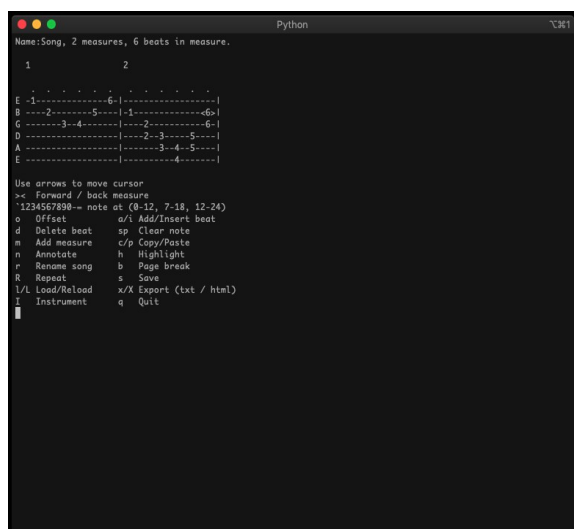 Python
⌥⌘1
Name:Song, 2 measures, 6 beats in measure.
  1                      2
    .  .  .  .  .  .     .  .  .  .  .  .
E -1---------------6-|------------------|
B ----2--------5----|-1------------<6>|
G -------3--4-------|----2-----------6-|
D ------------------|----2--3-----5----|
A ------------------|-------3--4--5----|
E ------------------|----------4-------|
Use arrows to move cursor
><  Forward / back measure
`1234567890-= note at (0-12, 7-18, 12-24)
o   Offset          a/i Add/Insert beat
d   Delete beat     sp  Clear note
m   Add measure     c/p Copy/Paste
n   Annotate        h   Highlight
r   Rename song     b   Page break
R   Repeat          s   Save
l/L Load/Reload     x/X Export (txt / html)
I   Instrument      q   Quit